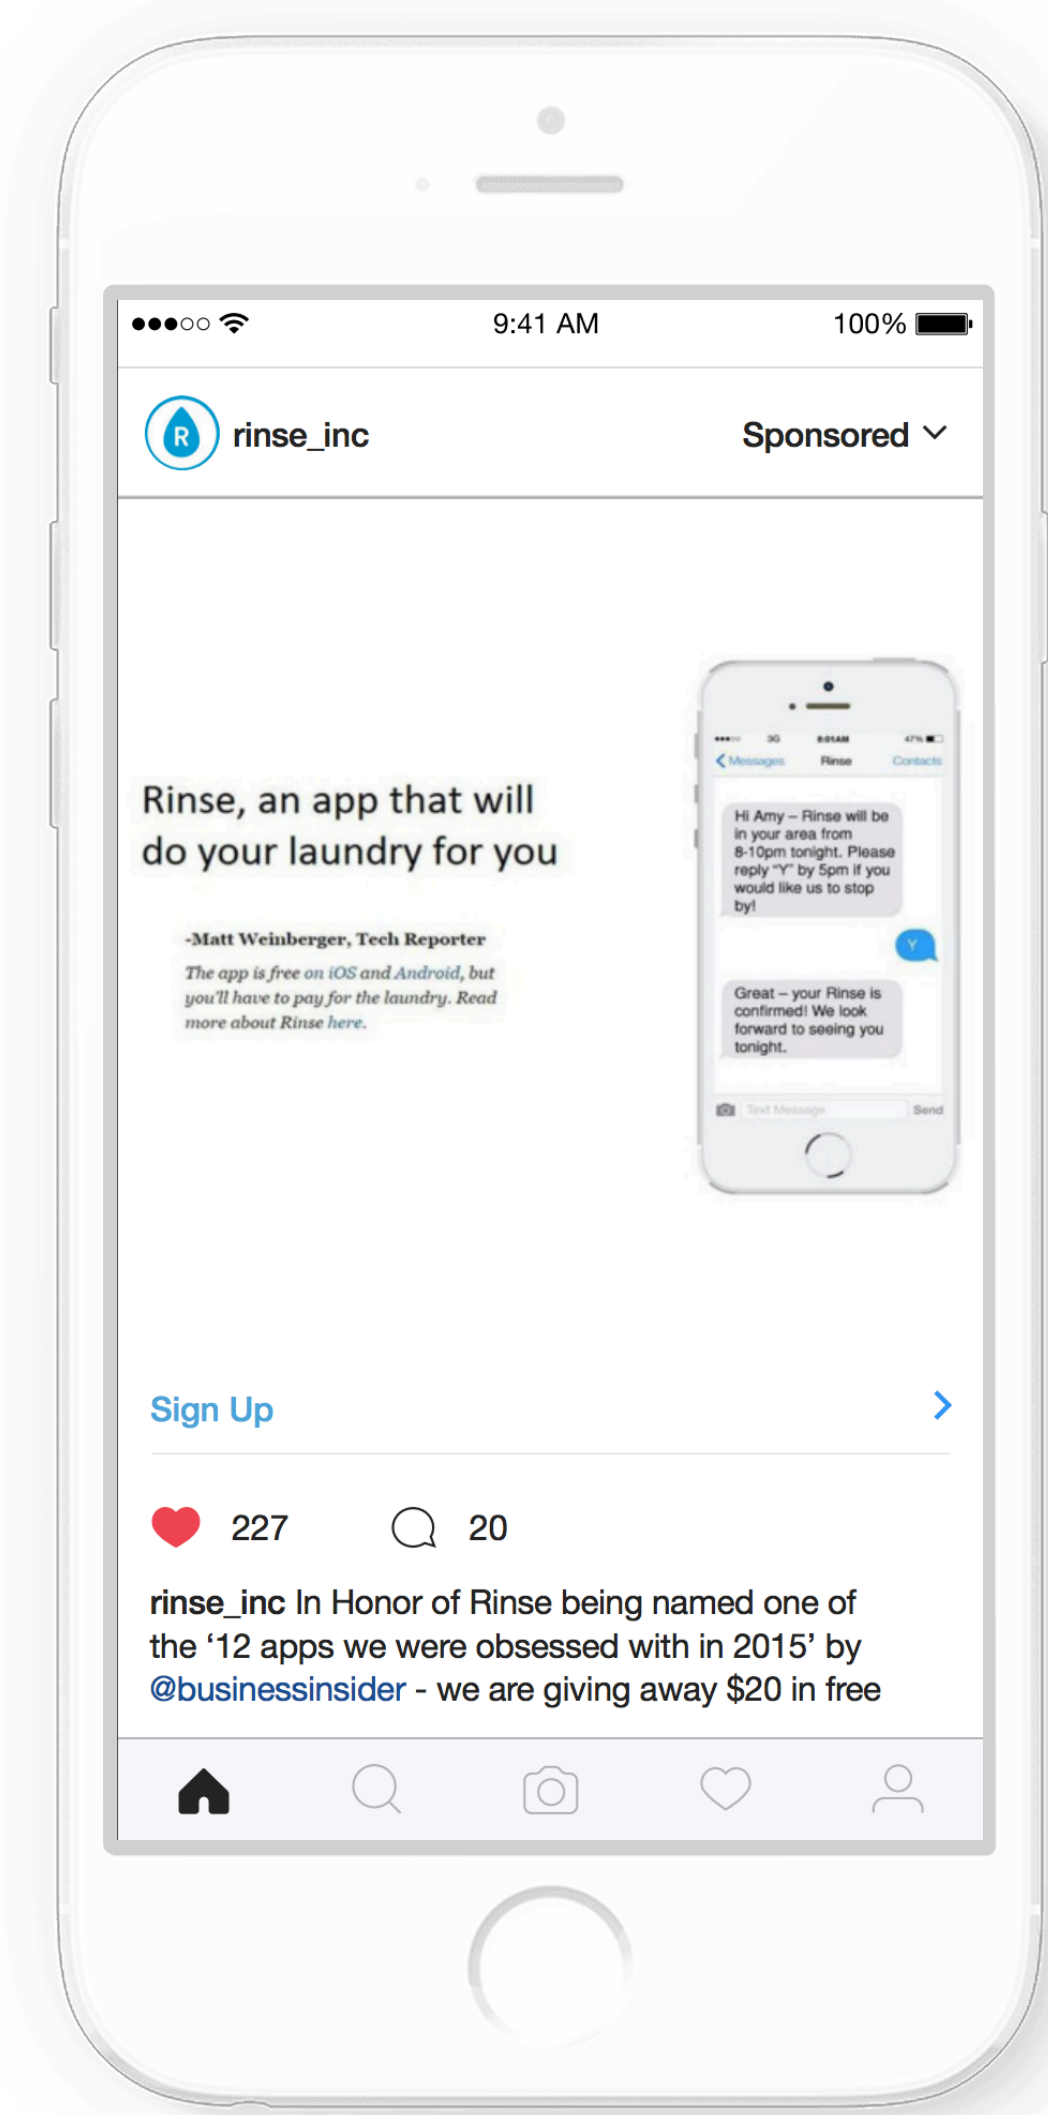 9:41 AM
100%
R
rinse_inc
Sponsored
Rinse, an app that will
do your laundry for you
-Matt Weinberger, Tech Reporter
The app is free on iOS and Android, but
you'll have to pay for the laundry. Read
more about Rinse here.
3G
8:01AM
47%
Messages
Rinse
Contacts
Hi Amy – Rinse will be
in your area from
8-10pm tonight. Please
reply "Y" by 5pm if you
would like us to stop
by!
Y
Great – your Rinse is
confirmed! We look
forward to seeing you
tonight.
Text Message
Send
Sign Up
227
20
rinse_inc In Honor of Rinse being named one of
the ‘12 apps we were obsessed with in 2015’ by
@businessinsider - we are giving away $20 in free